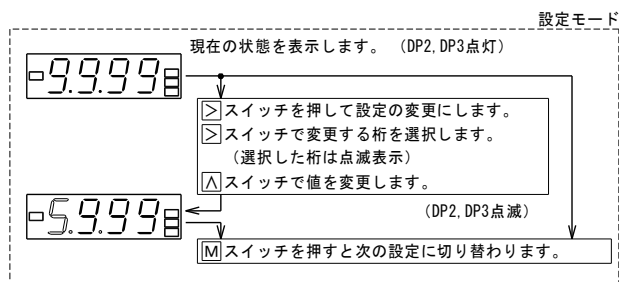 設定モード
現在の状態を表示します。 (DP2,DP3点灯)
-9.9.9 9
>スイッチを押して設定の変更にします。
>スイッチで変更する桁を選択します。
(選択した桁は点滅表示)
∧スイッチで値を変更します。
-5.9.9 9
(DP2,DP3点滅)
Mスイッチを押すと次の設定に切り替わります。